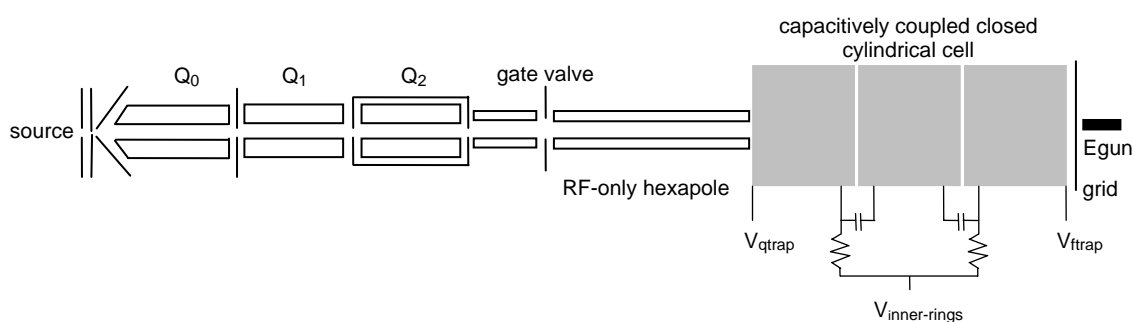 capacitively coupled closed
cylindrical cell
Q0
Q1
Q2
gate valve
source
Egun
RF-only hexapole
grid
Vqtrap
Vftrap
Vinner-rings